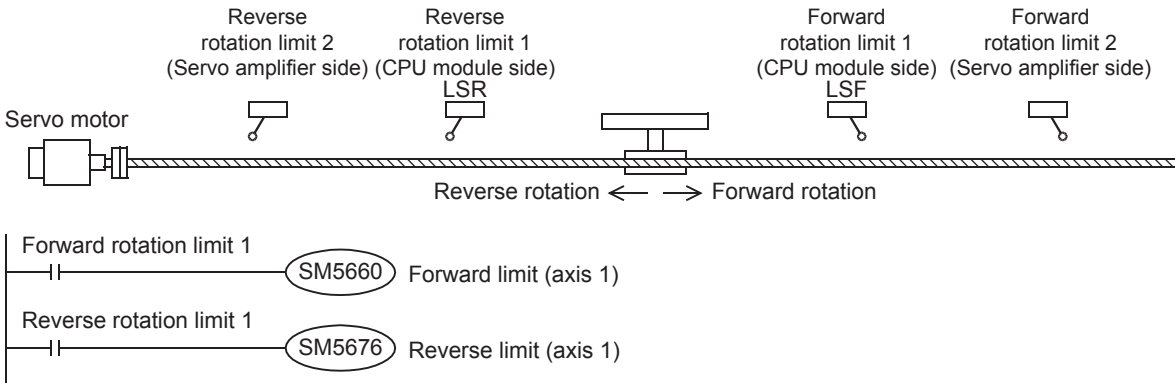 Reverse
rotation limit 2
(Servo amplifier side)
Reverse
rotation limit 1
(CPU module side)
LSR
Forward
rotation limit 1
(CPU module side)
LSF
Forward
rotation limit 2
(Servo amplifier side)
Servo motor
Reverse rotation
Forward rotation
Forward rotation limit 1
SM5660
Forward limit (axis 1)
Reverse rotation limit 1
SM5676
Reverse limit (axis 1)